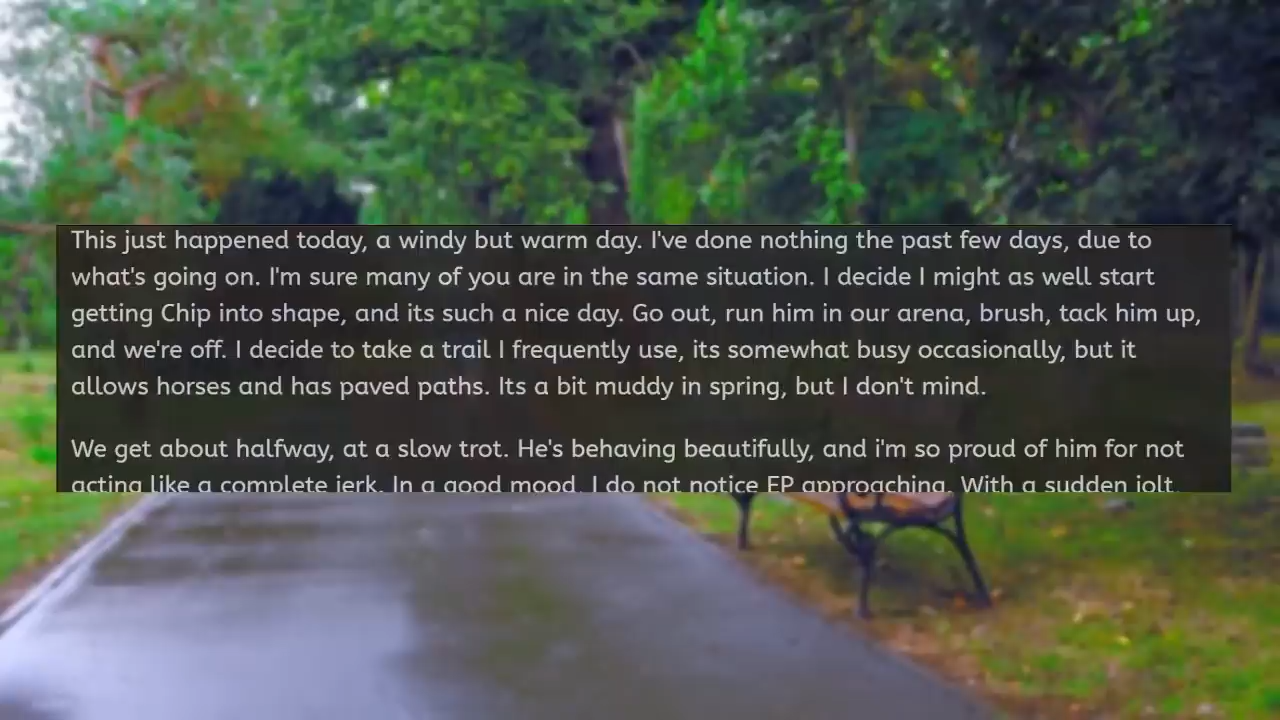 This just happened today, a windy but warm day. I've done nothing the past few days, due to
what's going on. I'm sure many of you are in the same situation. I decide I might as well start
getting Chip into shape, and its such a nice day. Go out, run him in our arena, brush, tack him up,
and we're off. I decide to take a trail I frequently use, its somewhat busy occasionally, but it
allows horses and has paved paths. Its a bit muddy in spring, but I don't mind.
We get about halfway, at a slow trot. He's behaving beautifully, and i'm so proud of him for not
acting like a complete jerk. In a good mood, I do not notice EP approaching. With a sudden jolt,